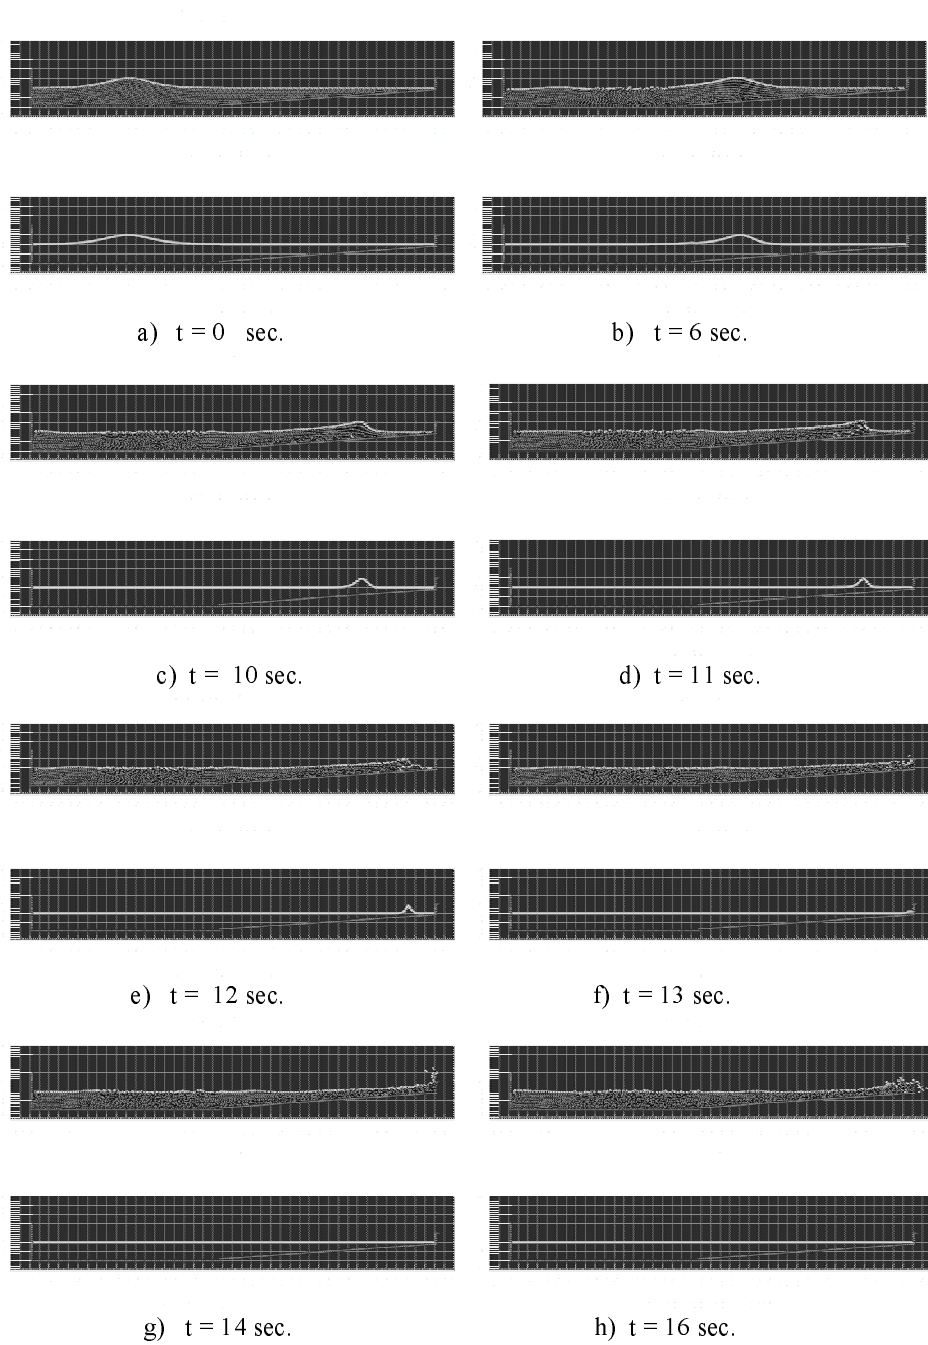 a) t = 0 sec.
b) t = 6 sec.
c) t = 10 sec.
d) t = 11 sec.
e) t = 12 sec.
f) t = 13 sec.
g) t = 14 sec.
h) t = 16 sec.